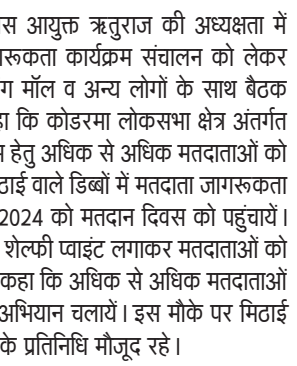 स आयुक्त ऋतुराज की अध्यक्षता में
रूकता कार्यक्रम संचालन को लेकर
ग मॉल व अन्य लोगों के साथ बैठक
कि कोडरमा लोकसभा क्षेत्र अंतर्गत
हेतु अधिक से अधिक मतदाताओं को
ठाई वाले डिब्बों में मतदाता जागरूकता
2024 को मतदान दिवस को पहुंचायें।
शेल्फी प्वाइंट लगाकर मतदाताओं को
कहा कि अधिक से अधिक मतदाताओं
अभियान चलायें। इस मौके पर मिठाई
के प्रतिनिधि मौजूद रहे।